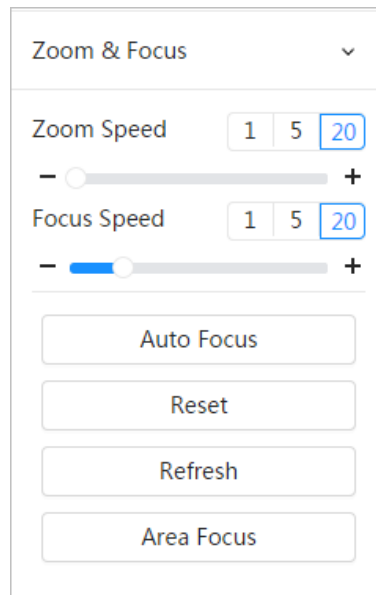 Zoom & Focus
Zoom Speed 1 5 20
− +
Focus Speed 1 5 20
− +
Auto Focus
Reset
Refresh
Area Focus